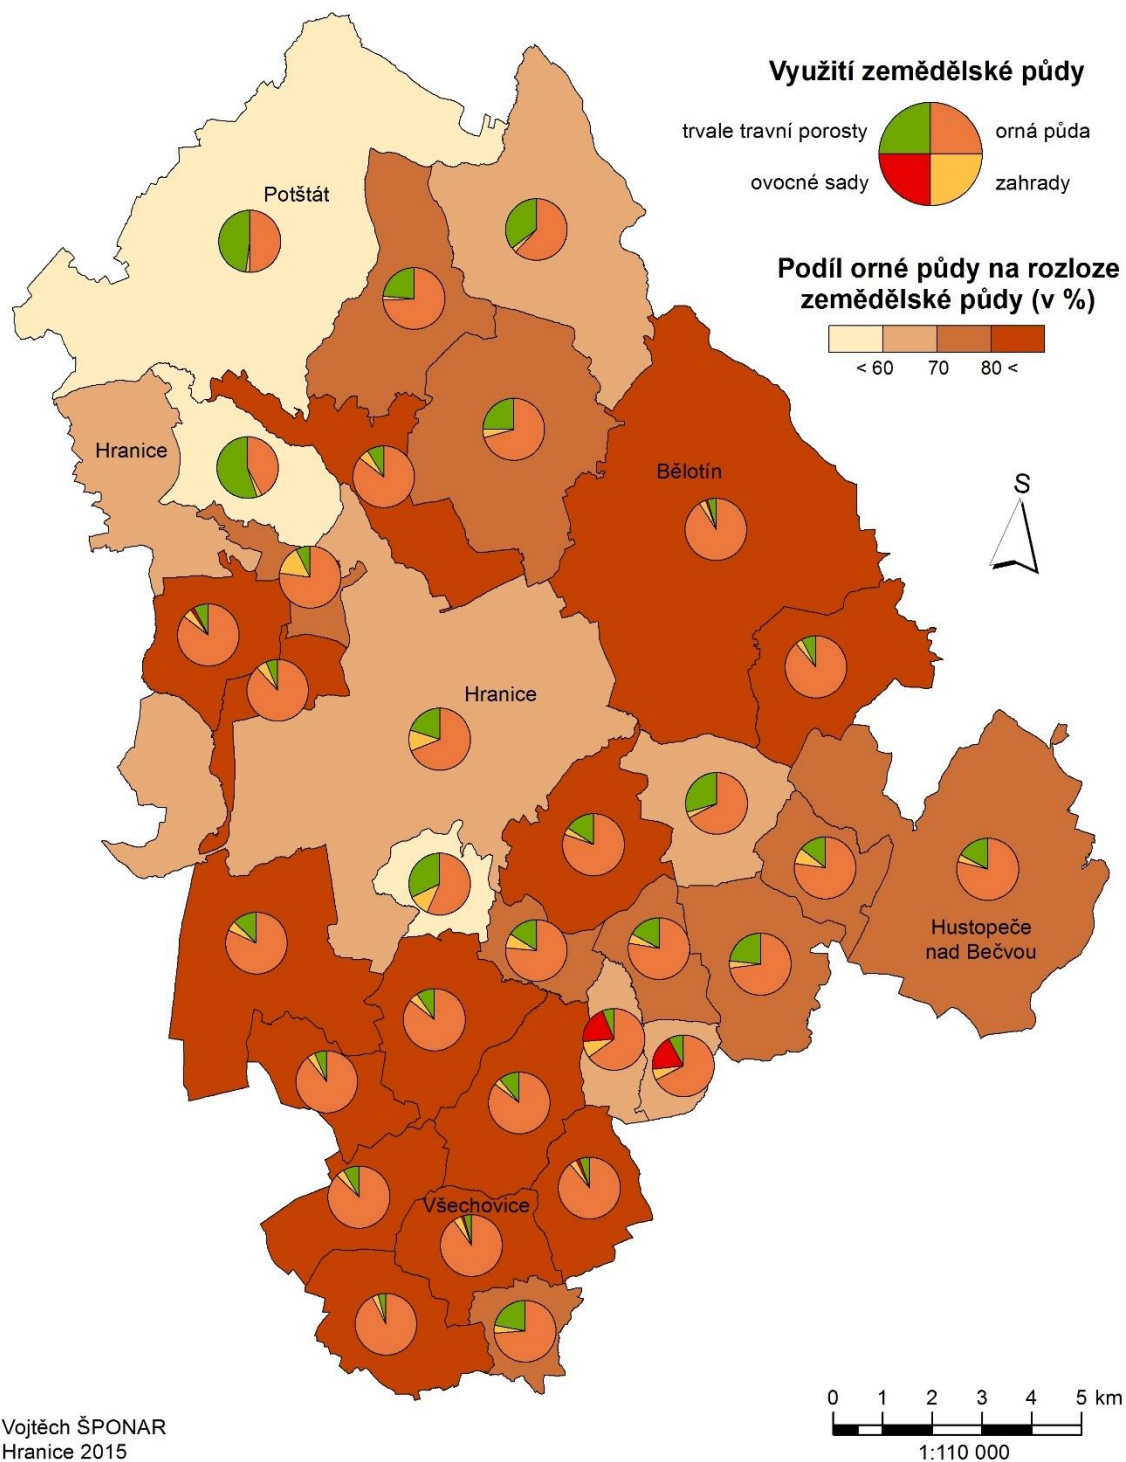 Využití zemědělské půdy
trvale travní porosty
orná půda
ovocné sady
zahrady
Potštát
Podíl orné půdy na rozloze
zemědělské půdy (v %)
< 60 70 80 <
Hranice
Bělotín
S
Hranice
Hustopeče
nad Bečvou
Všechovice
0 1 2 3 4 5 km
1:110 000
Vojtěch ŠPONAR
Hranice 2015